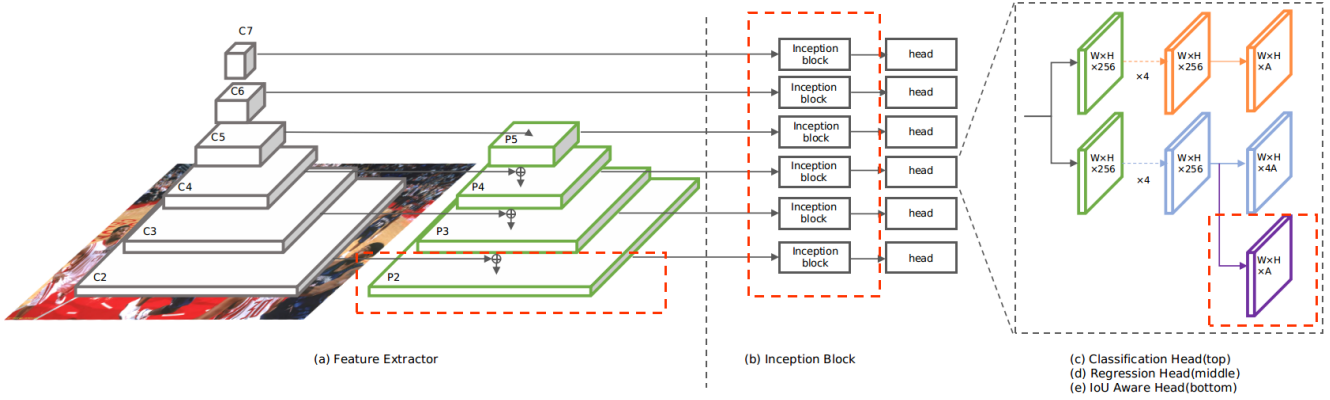 C7
C6
C5
C4
C3
C2
P5
P4
P3
P2
Inception
block
head
Inception
block
head
Inception
block
head
Inception
block
head
Inception
block
head
Inception
block
head
W×H
×256
×4
W×H
×256
W×H
×A
W×H
×256
×4
W×H
×256
W×H
×4A
W×H
×A
(a) Feature Extractor
(b) Inception Block
(c) Classification Head(top)
(d) Regression Head(middle)
(e) IoU Aware Head(bottom)